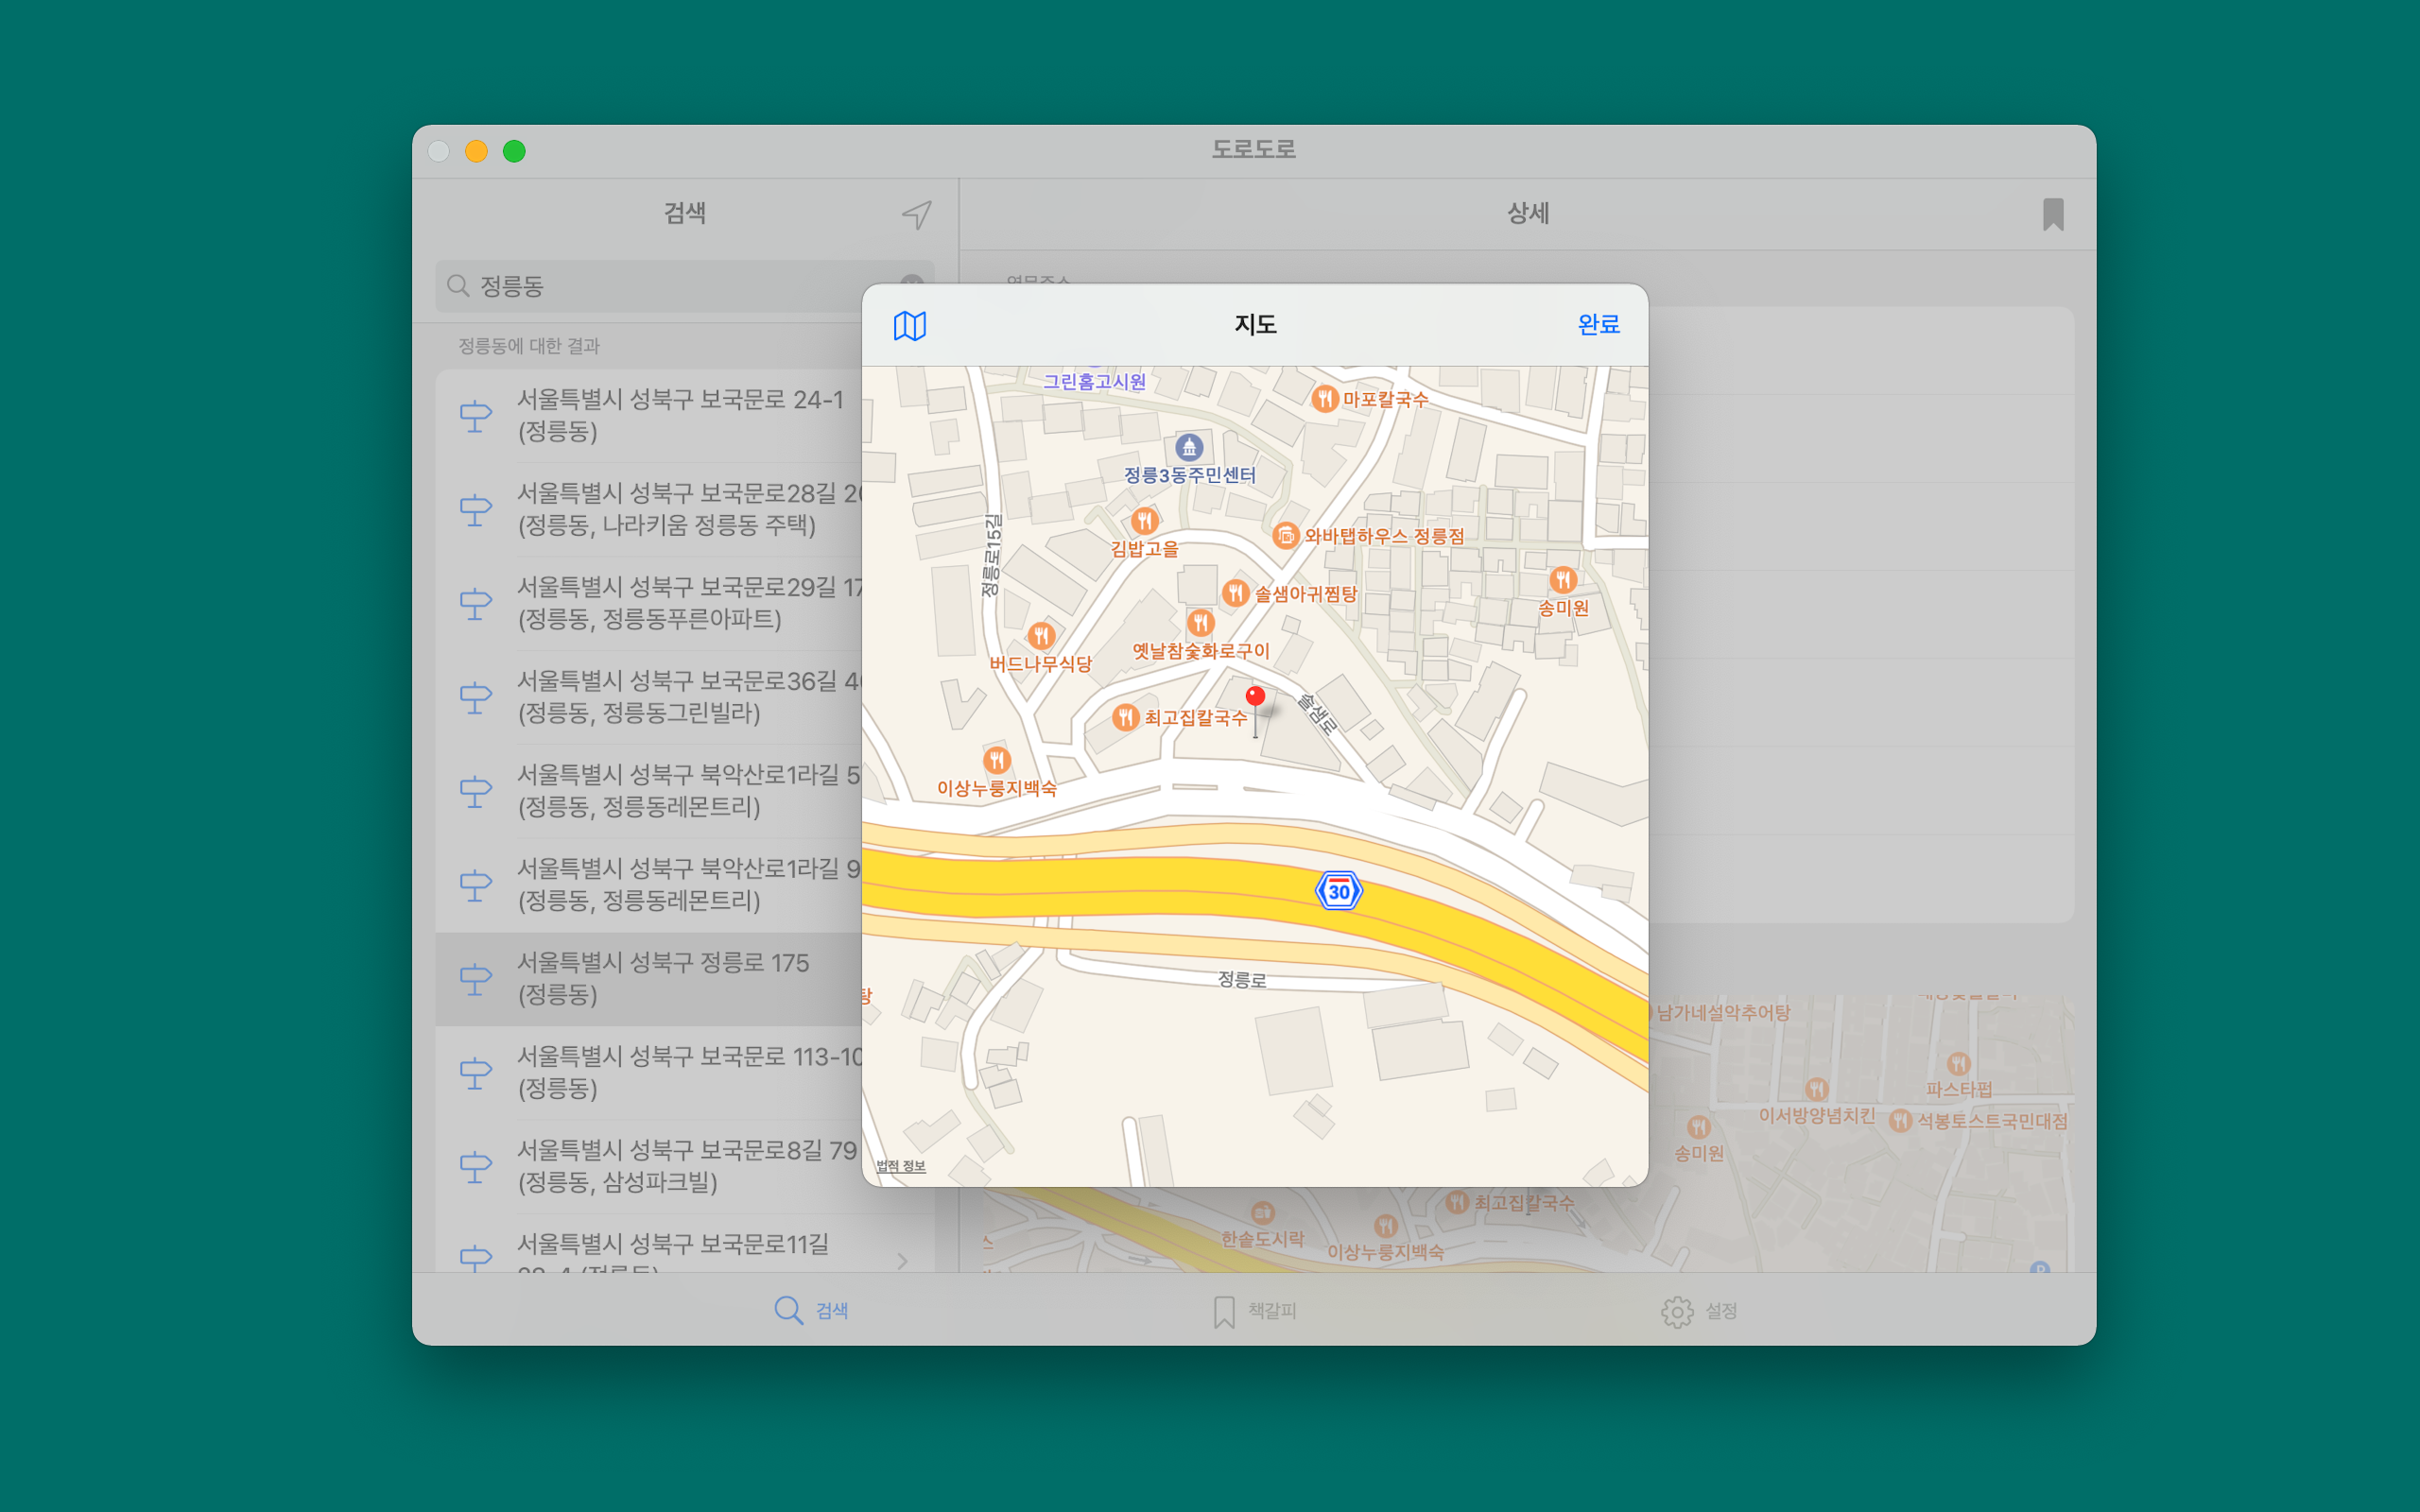 도로도로
검색
상세
정릉동
정릉동에 대한 결과
서울특별시 성북구 보국문로 24-1
(정릉동)
서울특별시 성북구 보국문로28길
(정릉동, 나라키움 정릉동 주택)
서울특별시 성북구 보국문로29길
(정릉동, 정릉동푸른아파트)
서울특별시 성북구 보국문로36길
(정릉동, 정릉동그린빌라)
서울특별시 성북구 북악산로1라길 5
(정릉동, 정릉동레몬트리)
서울특별시 성북구 북악산로1라길 9
(정릉동, 정릉동레몬트리)
서울특별시 성북구 정릉로 175
(정릉동)
서울특별시 성북구 보국문로 113-10
(정릉동)
서울특별시 성북구 보국문로8길 79
(정릉동, 삼성파크빌)
서울특별시 성북구 보국문로11길
영문주소
지도
완료
그린홈고시원
마포칼국수
정릉3동주민센터
정릉로15길
김밥고을
와바탭하우스 정릉점
솔샘아귀찜탕
송미원
옛날참숯화로구이
버드나무식당
최고집칼국수
솔샘로
이상누룽지백숙
30
정릉로
탕
법적 정보
남가네설악추어탕
파스타펍
이서방양념치킨
석봉토스트국민대점
송미원
최고집칼국수
한솥도시락
이상누룽지백숙
P
검색
책갈피
설정